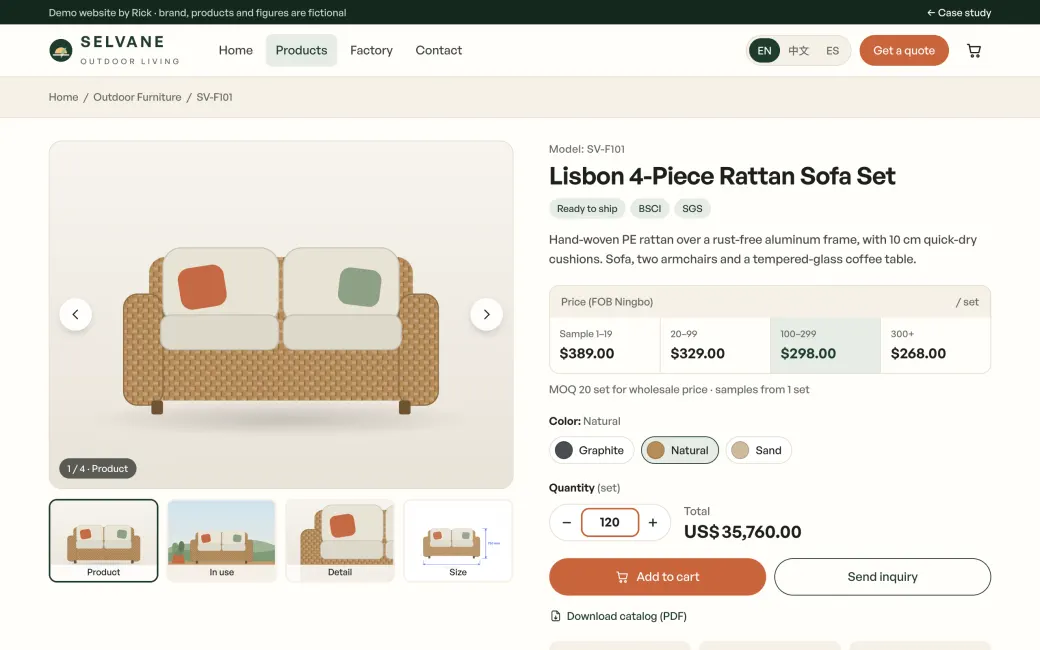 Demo website by Rick · brand, products and figures are fictional
← Case study
SELVANE
OUTDOOR LIVING
Home
Products
Factory
Contact
EN
中文
ES
Get a quote
Home / Outdoor Furniture / SV-F101
Model: SV-F101
Lisbon 4-Piece Rattan Sofa Set
Ready to ship
BSCI
SGS
Hand-woven PE rattan over a rust-free aluminum frame, with 10 cm quick-dry
cushions. Sofa, two armchairs and a tempered-glass coffee table.
Price (FOB Ningbo)
/ set
Sample 1–19
$389.00
20–99
$329.00
100–299
$298.00
300+
$268.00
MOQ 20 set for wholesale price · samples from 1 set
Color: Natural
Graphite
Natural
Sand
Quantity (set)
− 120 +
Total
US$ 35,760.00
Add to cart
Send inquiry
Download catalog (PDF)
1 / 4 · Product
Product
In use
Detail
Size